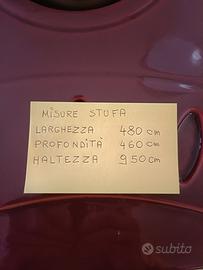 MISURE STUFA
LARGHEZZA 480 cm
PROFONDITÀ 460 cm
HALTEZZA 950 cm
subito